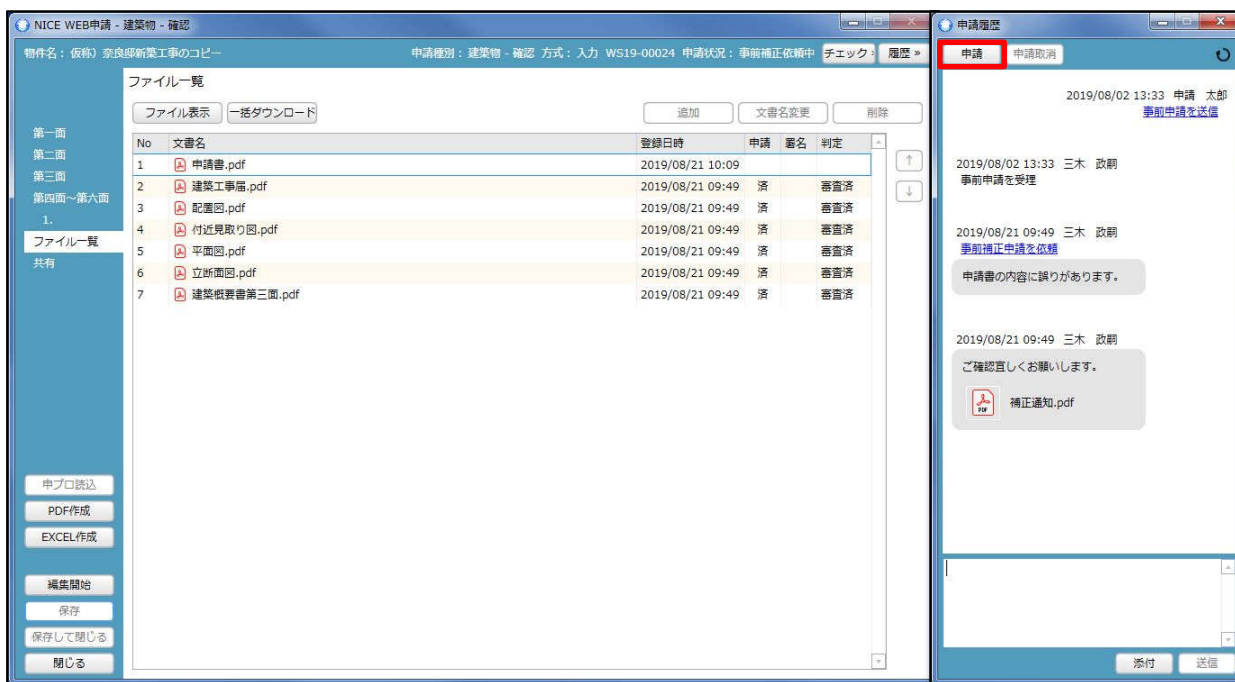 NICE WEB申請 - 建築物 - 確認
物件名： 仮称）奈良邸新築工事のコピー 申請種別： 建築物 - 確認 方式： 入力 WS19-00024 申請状況： 事前補正依頼中 チェック » 履歴 »
第一面
第二面
第三面
第四面～第六面
1.
ファイル一覧
共有
申プロ読込
PDF作成
EXCEL作成
編集開始
保存
保存して閉じる
閉じる
ファイル一覧
ファイル表示 一括ダウンロード 追加 文書名変更 削除
No 文書名 登録日時 申請 署名 判定
1 申請書.pdf 2019/08/21 10:09
2 建築工事届.pdf 2019/08/21 09:49 済 審査済
3 配置図.pdf 2019/08/21 09:49 済 審査済
4 付近見取り図.pdf 2019/08/21 09:49 済 審査済
5 平面図.pdf 2019/08/21 09:49 済 審査済
6 立断面図.pdf 2019/08/21 09:49 済 審査済
7 建築概要書第三面.pdf 2019/08/21 09:49 済 審査済
申請履歴
申請 申請取消
2019/08/02 13:33 申請 太郎
事前申請を送信
2019/08/02 13:33 三木 政嗣
事前申請を受理
2019/08/21 09:49 三木 政嗣
事前補正申請を依頼
申請書の内容に誤りがあります。
2019/08/21 09:49 三木 政嗣
ご確認宜しくお願いします。
PDF 補正通知.pdf
添付 送信